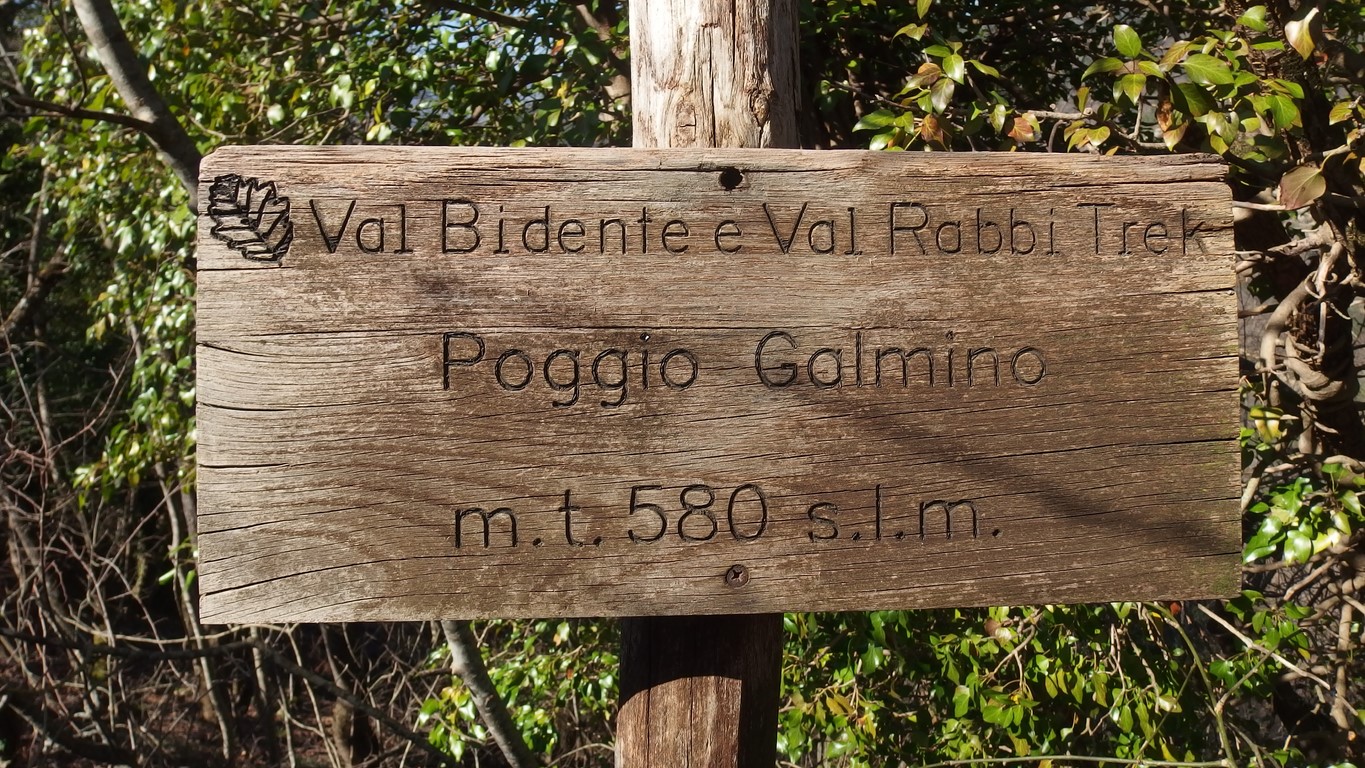 Val Bidente e Val Rabbi Trek
Poggio Galmino
m.t. 580 s.l.m.